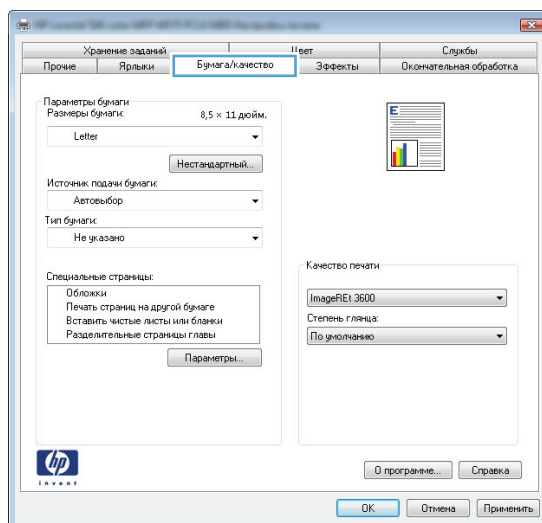 Хранение заданий Цвет Службы
Прочие Ярлыки Бумага/качество Эффекты Окончательная обработка
Параметры бумаги
Размеры бумаги: 8,5 × 11 дюйм.
Letter
Нестандартный...
Источник подачи бумаги:
Автовыбор
Тип бумаги:
Не указано
Специальные страницы:
Обложки
Печать страниц на другой бумаге
Вставить чистые листы или бланки
Разделительные страницы главы
Параметры...
E
Качество печати
ImageREt 3600
Степень глянца:
По умолчанию
hp
invent
О программе... Справка
OK Отмена Применить